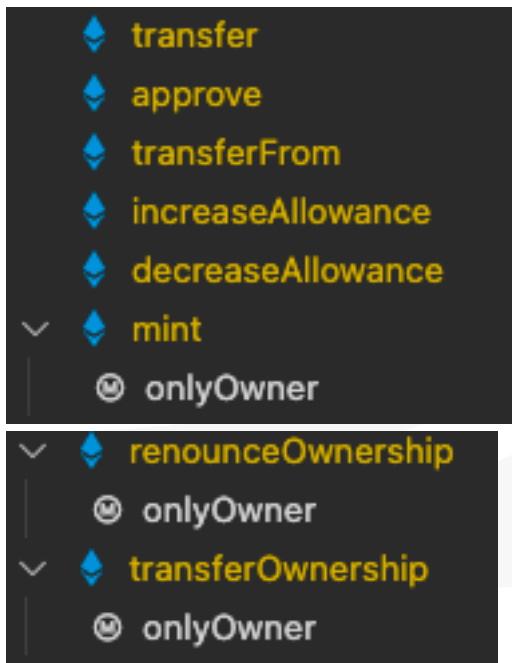 transfer
approve
transferFrom
increaseAllowance
decreaseAllowance
mint
onlyOwner
renounceOwnership
onlyOwner
transferOwnership
onlyOwner